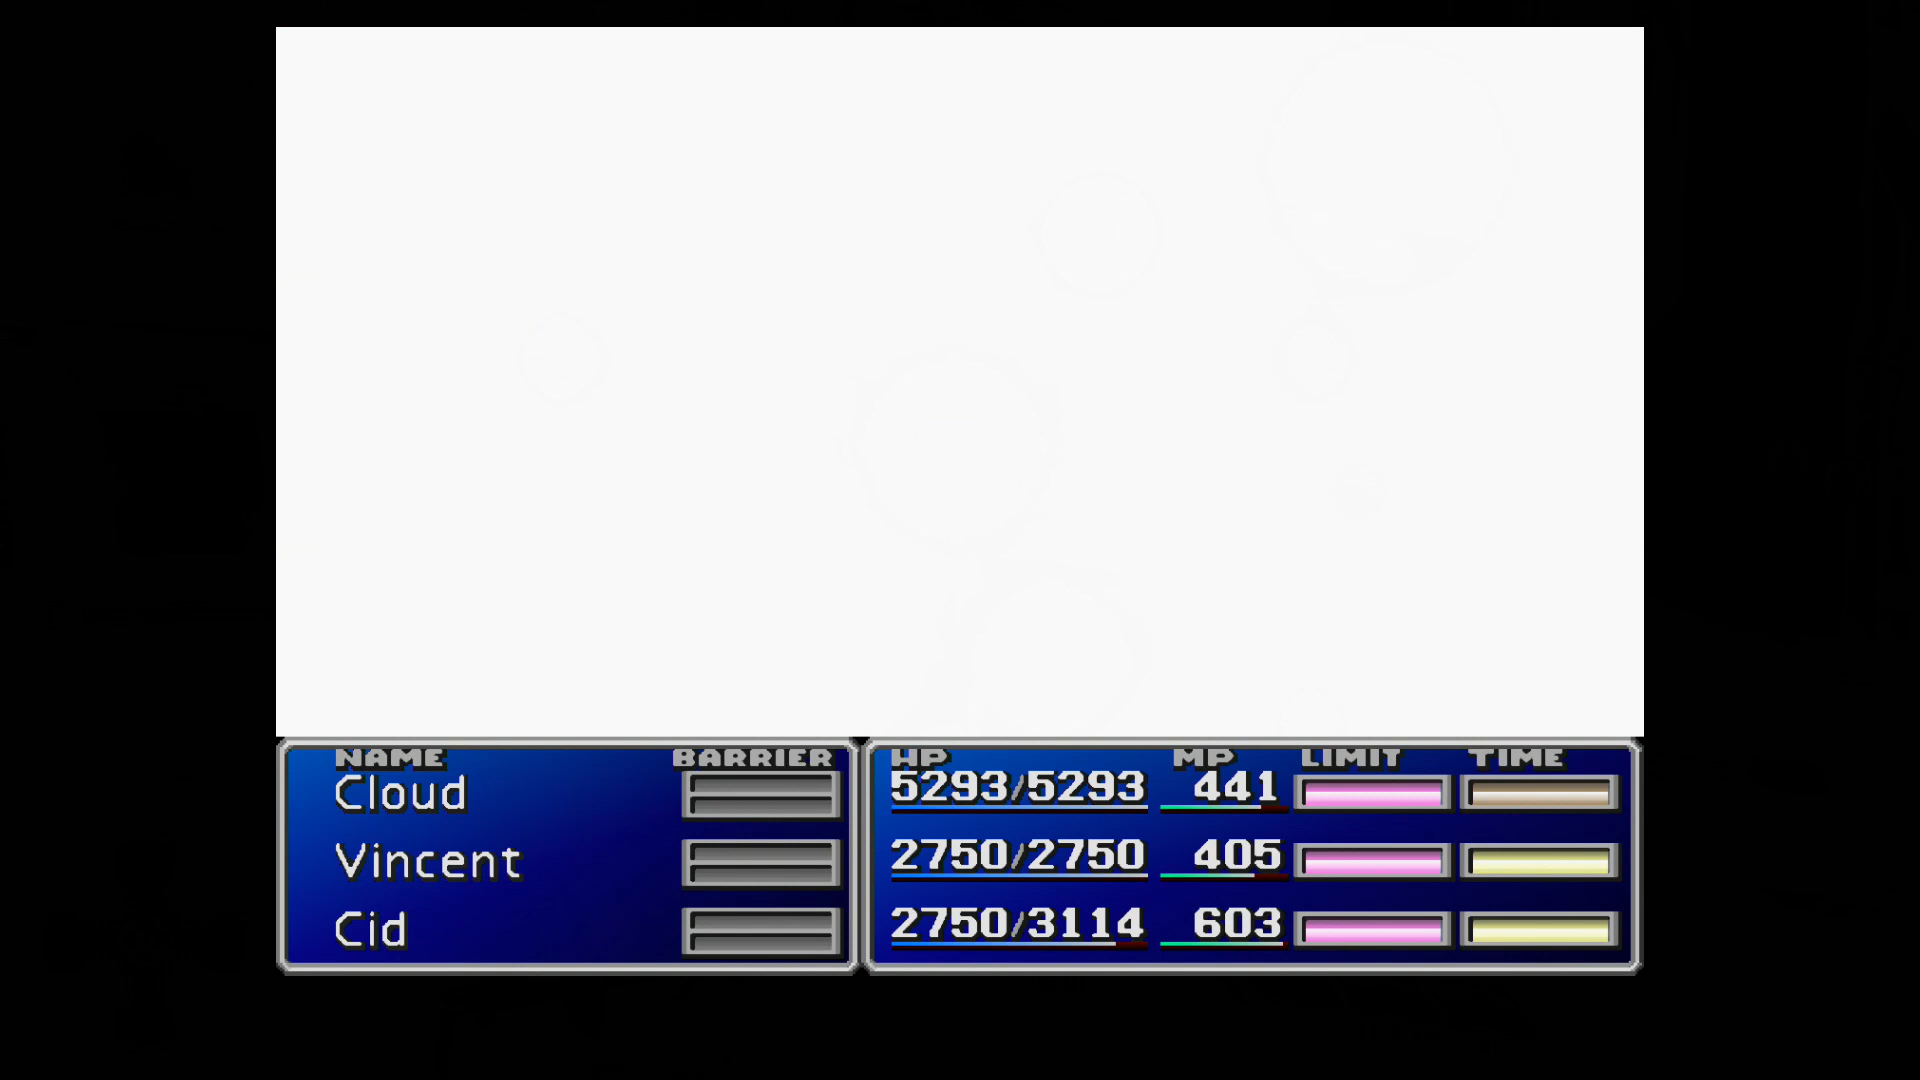 NAME BARRIER HP MP LIMIT TIME
Cloud 5293/5293 441
Vincent 2750/2750 405
Cid 2750/3114 603